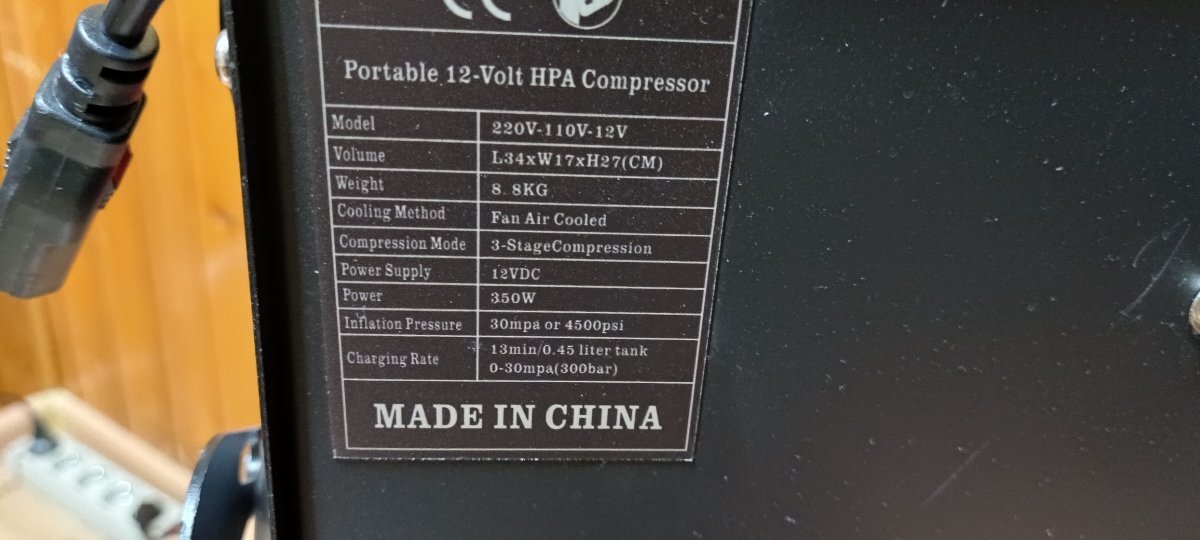 CE
Portable 12-Volt HPA Compressor
Model 220V-110V-12V
Volume L34xW17xH27(CM)
Weight 8.8KG
Cooling Method Fan Air Cooled
Compression Mode 3-StageCompression
Power Supply 12VDC
Power 350W
Inflation Pressure 30mpa or 4500psi
Charging Rate 13min/0.45 liter tank
0-30mpa(300bar)
MADE IN CHINA